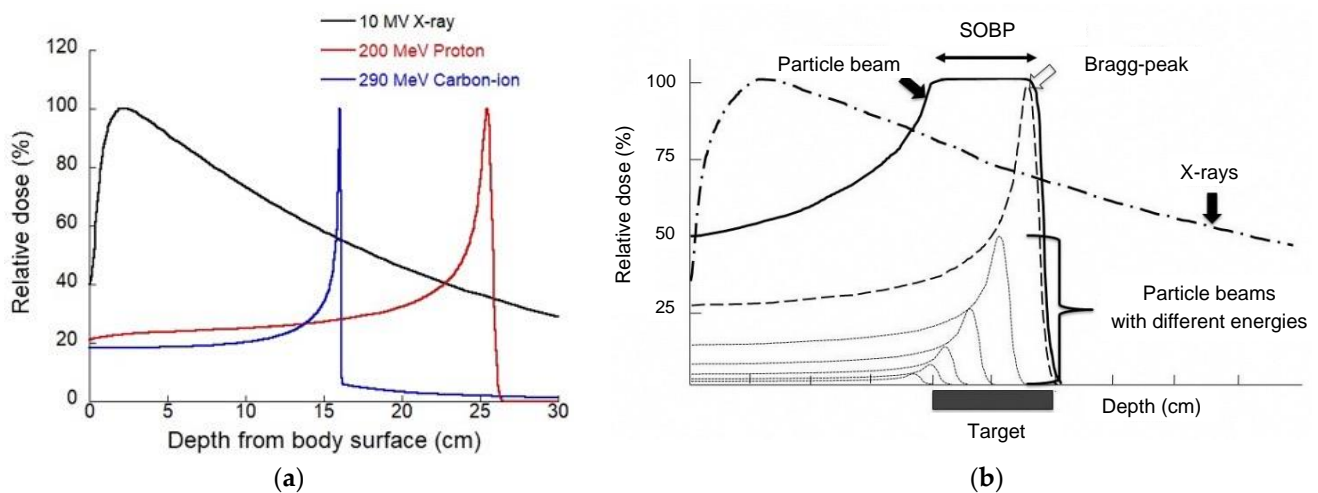 10 MV X-ray
200 MeV Proton
290 MeV Carbon-ion
120
100
80
60
40
20
0
Relative dose (%)
0 5 10 15 20 25 30
Depth from body surface (cm)
(a)
SOBP
Particle beam
Bragg-peak
100
75
50
25
Relative dose (%)
X-rays
Particle beams
with different energies
Depth (cm)
Target
(b)